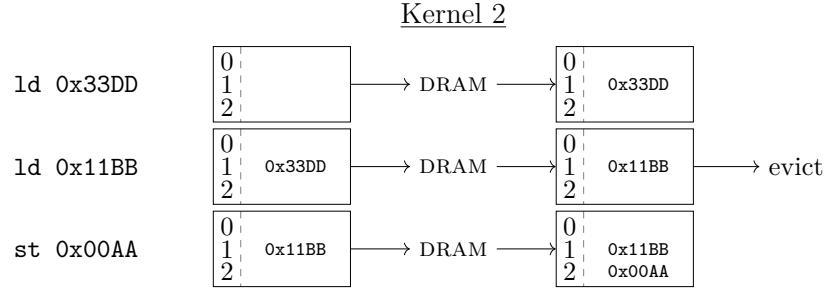 Kernel 2
ld 0x33DD
0
1
2
DRAM
0
1
2
0x33DD
ld 0x11BB
0
1
2
0x33DD
DRAM
0
1
2
0x11BB
evict
st 0x00AA
0
1
2
0x11BB
DRAM
0
1
2
0x11BB
0x00AA